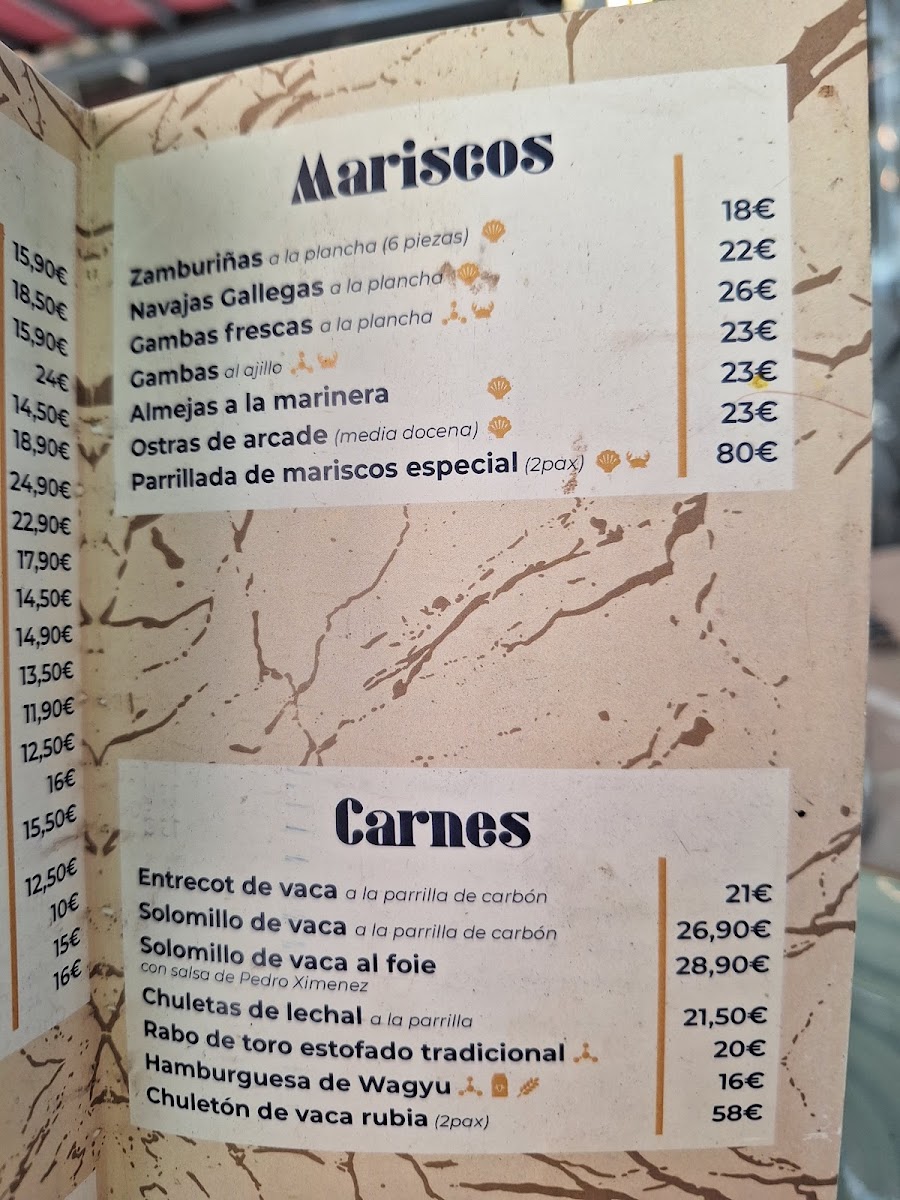 15,90€
18,50€
15,90€
24€
14,50€
18,90€
24,90€
22,90€
17,90€
14,50€
14,90€
13,50€
11,90€
12,50€
16€
15,50€
12,50€
10€
15€
16€
Mariscos
Zamburiñas a la plancha (6 piezas) 18€
Navajas Gallegas a la plancha 22€
Gambas frescas a la plancha 26€
Gambas al ajillo 23€
Almejas a la marinera 23€
Ostras de arcade (media docena) 23€
Parrillada de mariscos especial (2pax) 80€
Carnes
Entrecot de vaca a la parrilla de carbón 21€
Solomillo de vaca a la parrilla de carbón 26,90€
Solomillo de vaca al foie 28,90€
con salsa de Pedro Ximenez
Chuletas de lechal a la parrilla 21,50€
Rabo de toro estofado tradicional 20€
Hamburguesa de Wagyu 16€
Chuletón de vaca rubia (2pax) 58€